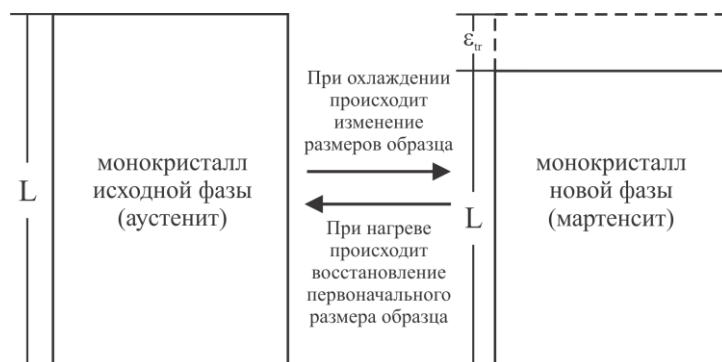 L
монокристалл
исходной фазы
(аустенит)
При охлаждении
происходит
изменение
размеров образца
При нагреве
происходит
восстановление
первоначального
размера образца
εtr
L
монокристалл
новой фазы
(мартенсит)